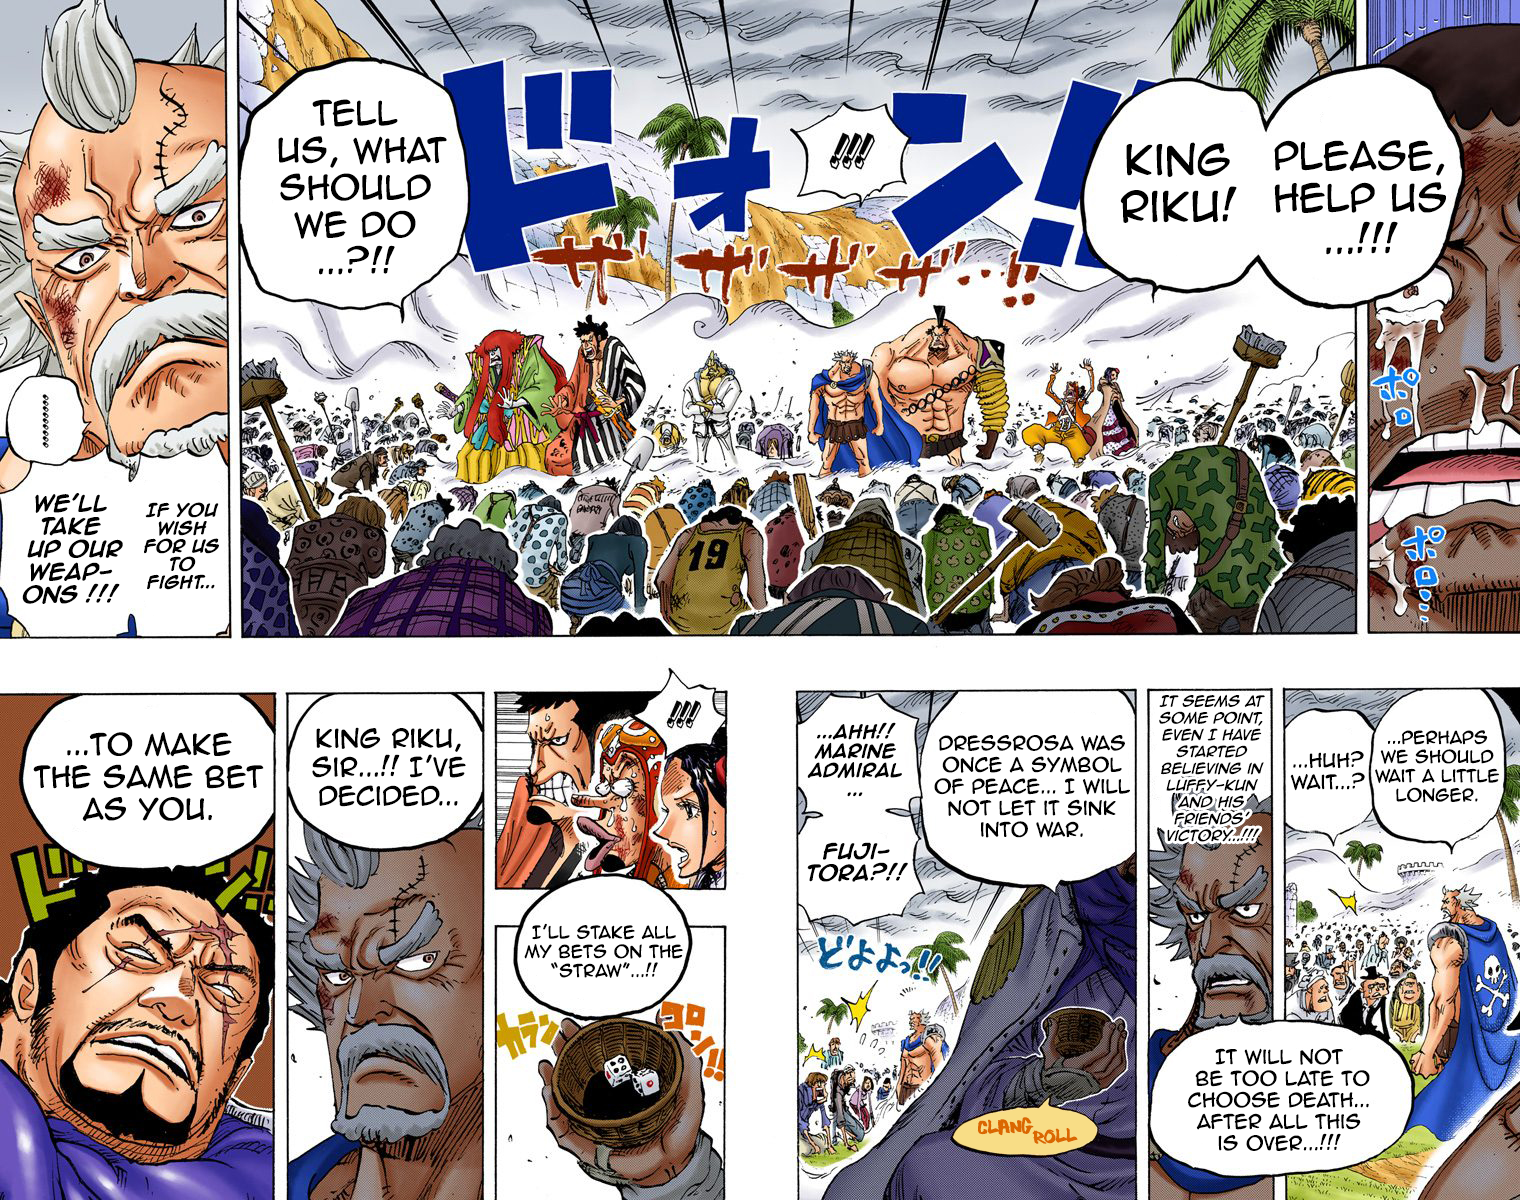 PLEASE,
HELP US
...!!!
KING
RIKU!
!!!
TELL
US, WHAT
SHOULD
WE DO
...?!!
ドォン!!
ザザザザ...!!
19
ポロ
ポロ...
............
IF YOU
WISH
FOR US
TO
FIGHT...
WE'LL
TAKE
UP OUR
WEAP-
ONS !!!
...PERHAPS
WE SHOULD
WAIT A LITTLE
LONGER.
...HUH?
WAIT...?
IT SEEMS AT
SOME POINT,
EVEN I HAVE
STARTED
BELIEVING IN
LUFFY-KUN
AND HIS
FRIENDS'
VICTORY...!!!
IT WILL NOT
BE TOO LATE TO
CHOOSE DEATH...
AFTER ALL THIS
IS OVER...!!!
DRESSROSA WAS
ONCE A SYMBOL
OF PEACE... I WILL
NOT LET IT SINK
INTO WAR.
...AHH!!
MARINE
ADMIRAL
...
FUJI-
TORA?!!
どよよっ!!
CLANG
ROLL
!!!
I'LL STAKE ALL
MY BETS ON THE
"STRAW"...!!
カラン
コロン!!
KING RIKU,
SIR...!! I'VE
DECIDED...
...TO MAKE
THE SAME BET
AS YOU.
ドン!!